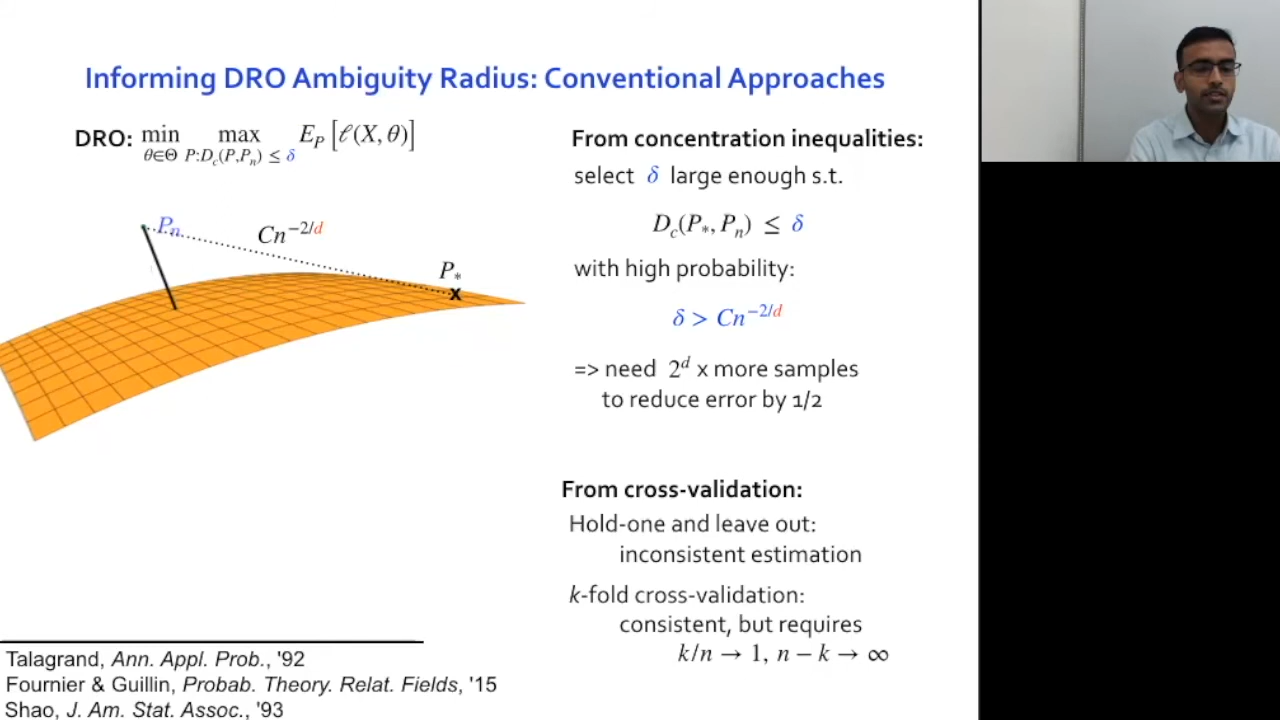 Informing DRO Ambiguity Radius: Conventional Approaches
DRO: min_{θ∈Θ} max_{P:D_c(P,P_n) ≤ δ} E_P [ℓ(X, θ)]
P_n
Cn^{-2/d}
P_*
x
From concentration inequalities:
select δ large enough s.t.
D_c(P_*, P_n) ≤ δ
with high probability:
δ > Cn^{-2/d}
=> need 2^d x more samples
to reduce error by 1/2
From cross-validation:
Hold-one and leave out:
inconsistent estimation
k-fold cross-validation:
consistent, but requires
k/n → 1, n − k → ∞
Talagrand, Ann. Appl. Prob., '92
Fournier & Guillin, Probab. Theory. Relat. Fields, '15
Shao, J. Am. Stat. Assoc., '93